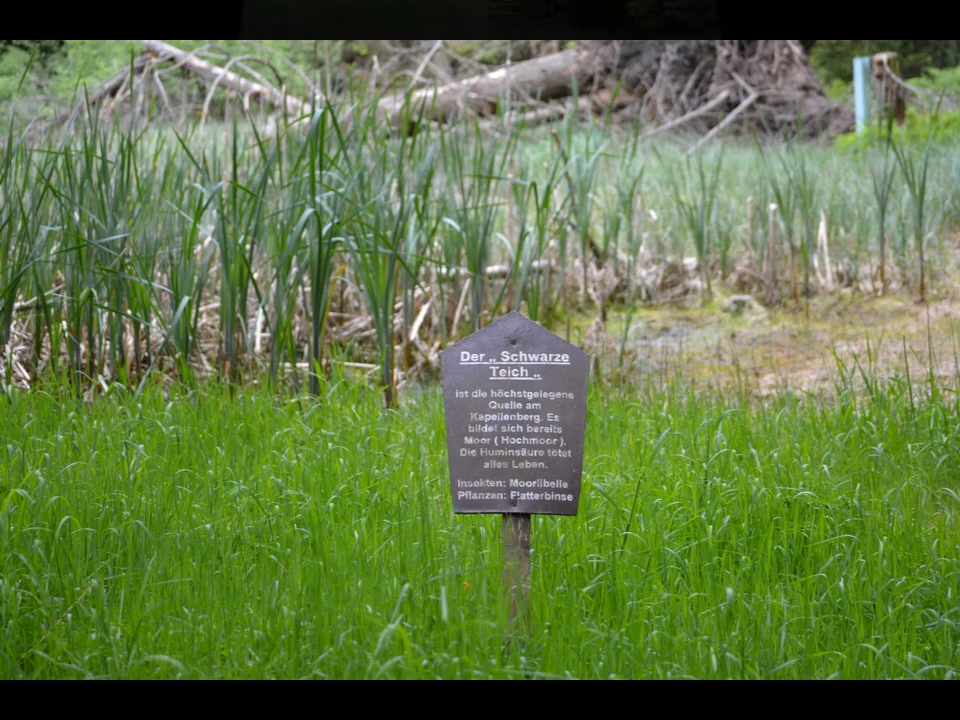 Der „ Schwarze
Teich „
ist die höchstgelegene
Quelle am
Kapellenberg. Es
bildet sich bereits
Moor ( Hochmoor ).
Die Huminsäure tötet
alles Leben.
Insekten: Moorlibelle
Pflanzen: Flatterbinse